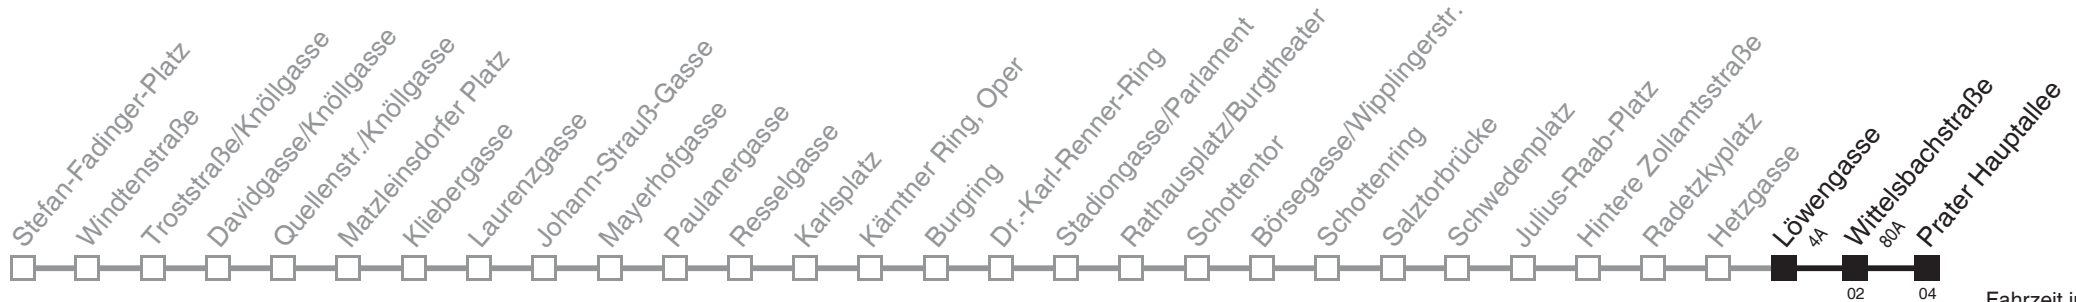 Stefan-Fadinger-Platz
Windtenstraße
Troststraße/Knöllgasse
Davidgasse/Knöllgasse
Quellenstr./Knöllgasse
Matzleinsdorfer Platz
Kliebergasse
Laurenzgasse
Johann-Strauß-Gasse
Mayerhofgasse
Paulanergasse
Resselgasse
Karlsplatz
Kärntner Ring, Oper
Burgring
Dr.-Karl-Renner-Ring
Stadiongasse/Parlament
Rathausplatz/Burgtheater
Schottentor
Börsegasse/Wipplingerstr.
Schottenring
Salztorbrücke
Schwedenplatz
Julius-Raab-Platz
Hintere Zollamtsstraße
Radetzkyplatz
Hetzgasse
Löwengasse
4A
Wittelsbachstraße
80A
Prater Hauptallee
02
04
Fahrzeit